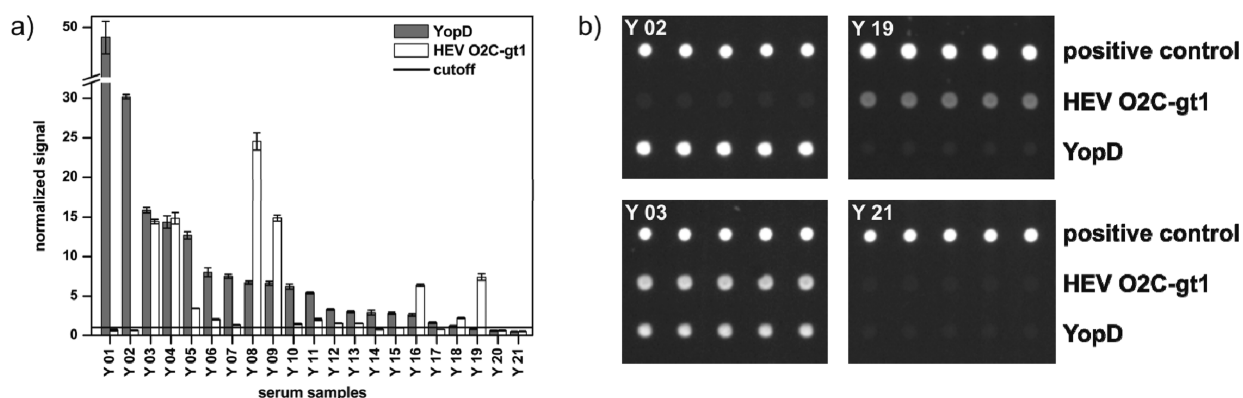 a)
50
30
25
20
15
10
5
0
normalized signal
YopD
HEV O2C-gt1
cutoff
Y 01
Y 02
Y 03
Y 04
Y 05
Y 06
Y 07
Y 08
Y 09
Y 10
Y 11
Y 12
Y 13
Y 14
Y 15
Y 16
Y 17
Y 18
Y 19
Y 20
Y 21
serum samples
b)
Y 02
Y 19
positive control
HEV O2C-gt1
YopD
Y 03
Y 21
positive control
HEV O2C-gt1
YopD